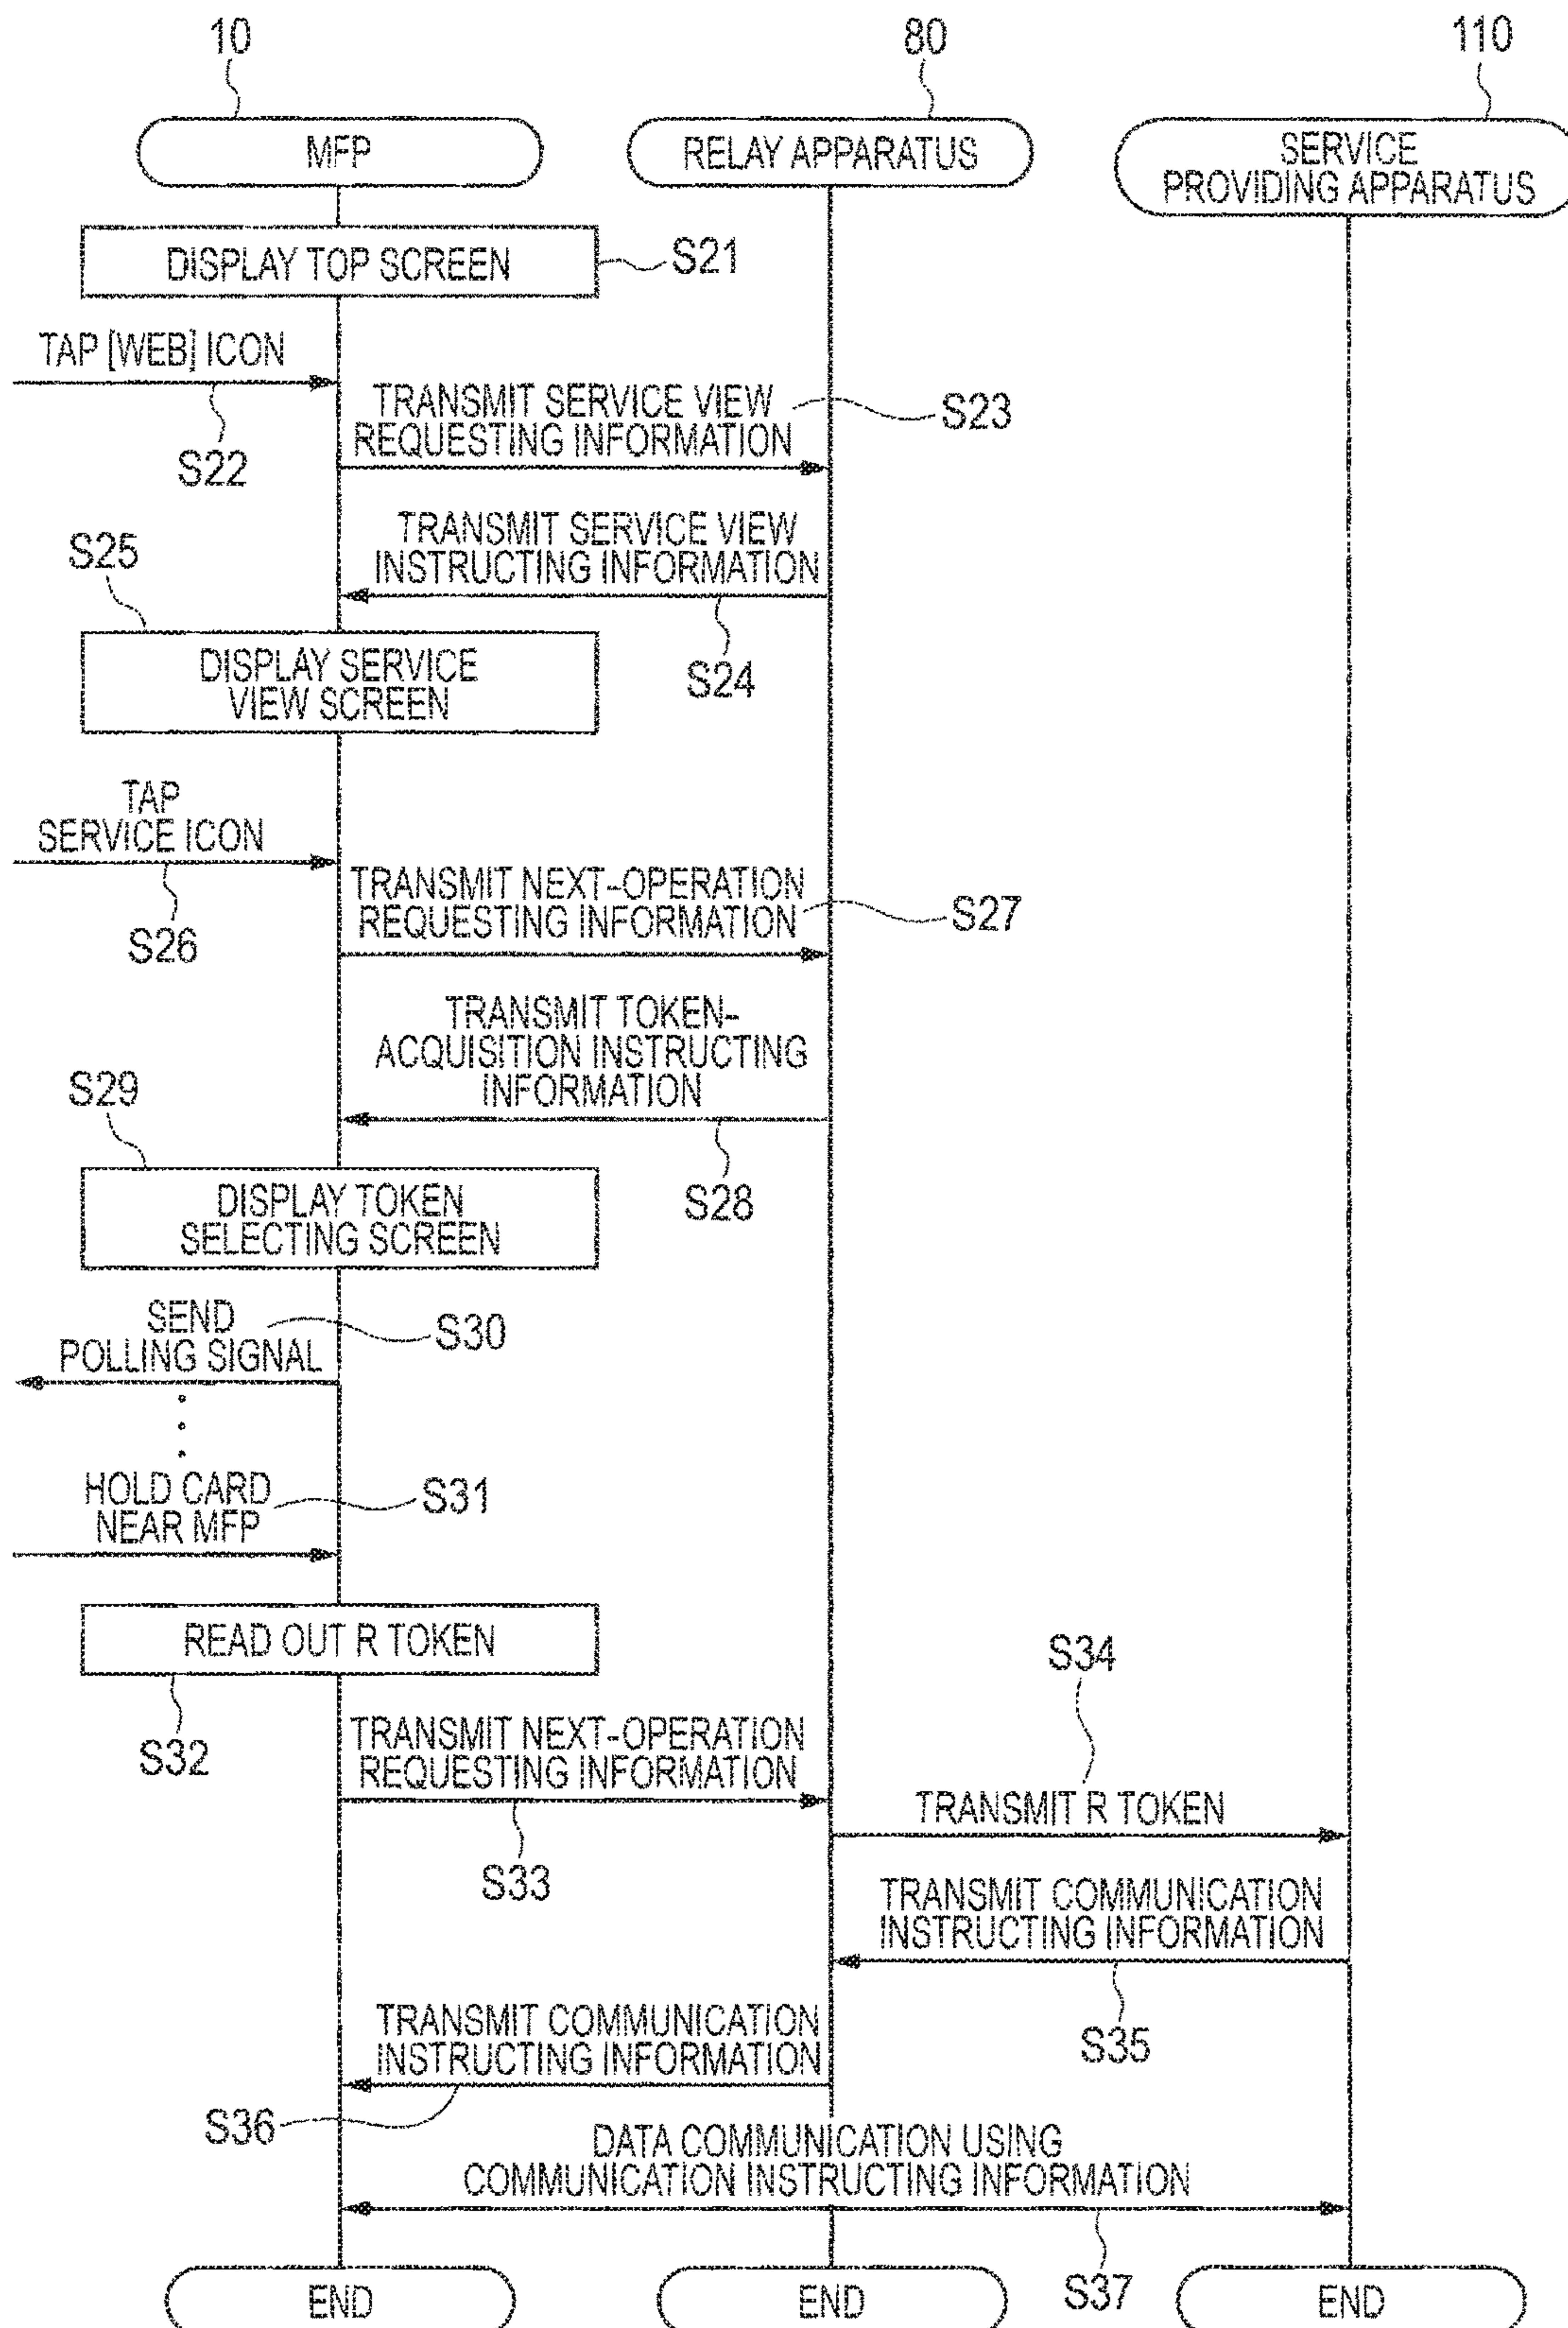 10
80
110
MFP
RELAY APPARATUS
SERVICE
PROVIDING APPARATUS
DISPLAY TOP SCREEN
S21
TAP [WEB] ICON
S22
TRANSMIT SERVICE VIEW
REQUESTING INFORMATION
S23
TRANSMIT SERVICE VIEW
INSTRUCTING INFORMATION
S24
S25
DISPLAY SERVICE
VIEW SCREEN
TAP
SERVICE ICON
S26
TRANSMIT NEXT-OPERATION
REQUESTING INFORMATION
S27
TRANSMIT TOKEN-
ACQUISITION INSTRUCTING
INFORMATION
S28
S29
DISPLAY TOKEN
SELECTING SCREEN
SEND
POLLING SIGNAL
S30
HOLD CARD
NEAR MFP
S31
READ OUT R TOKEN
S32
TRANSMIT NEXT-OPERATION
REQUESTING INFORMATION
S33
S34
TRANSMIT R TOKEN
TRANSMIT COMMUNICATION
INSTRUCTING INFORMATION
S35
TRANSMIT COMMUNICATION
INSTRUCTING INFORMATION
S36
DATA COMMUNICATION USING
COMMUNICATION INSTRUCTING INFORMATION
S37
END
END
END